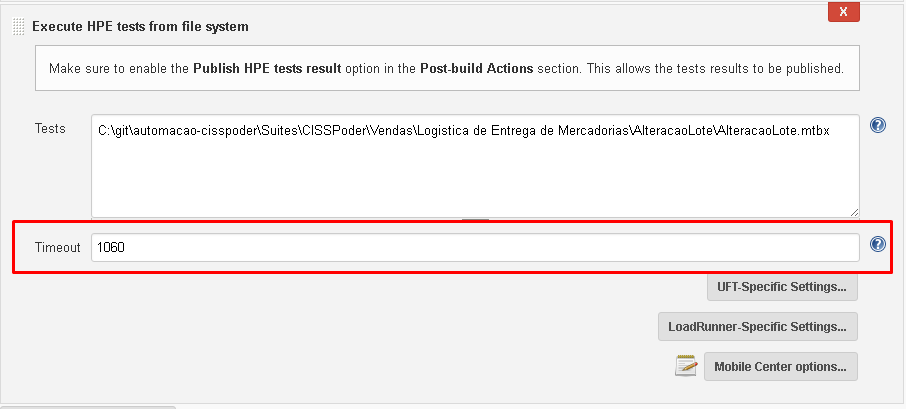 X
Execute HPE tests from file system
Make sure to enable the Publish HPE tests result option in the Post-build Actions section. This allows the tests results to be published.
Tests
C:\git\automacao-cisspoder\Suites\CISSPoder\Vendas\Logistica de Entrega de Mercadorias\AlteracaoLote\AlteracaoLote.mtbx
?
Timeout
1060
?
UFT-Specific Settings...
LoadRunner-Specific Settings...
Mobile Center options...